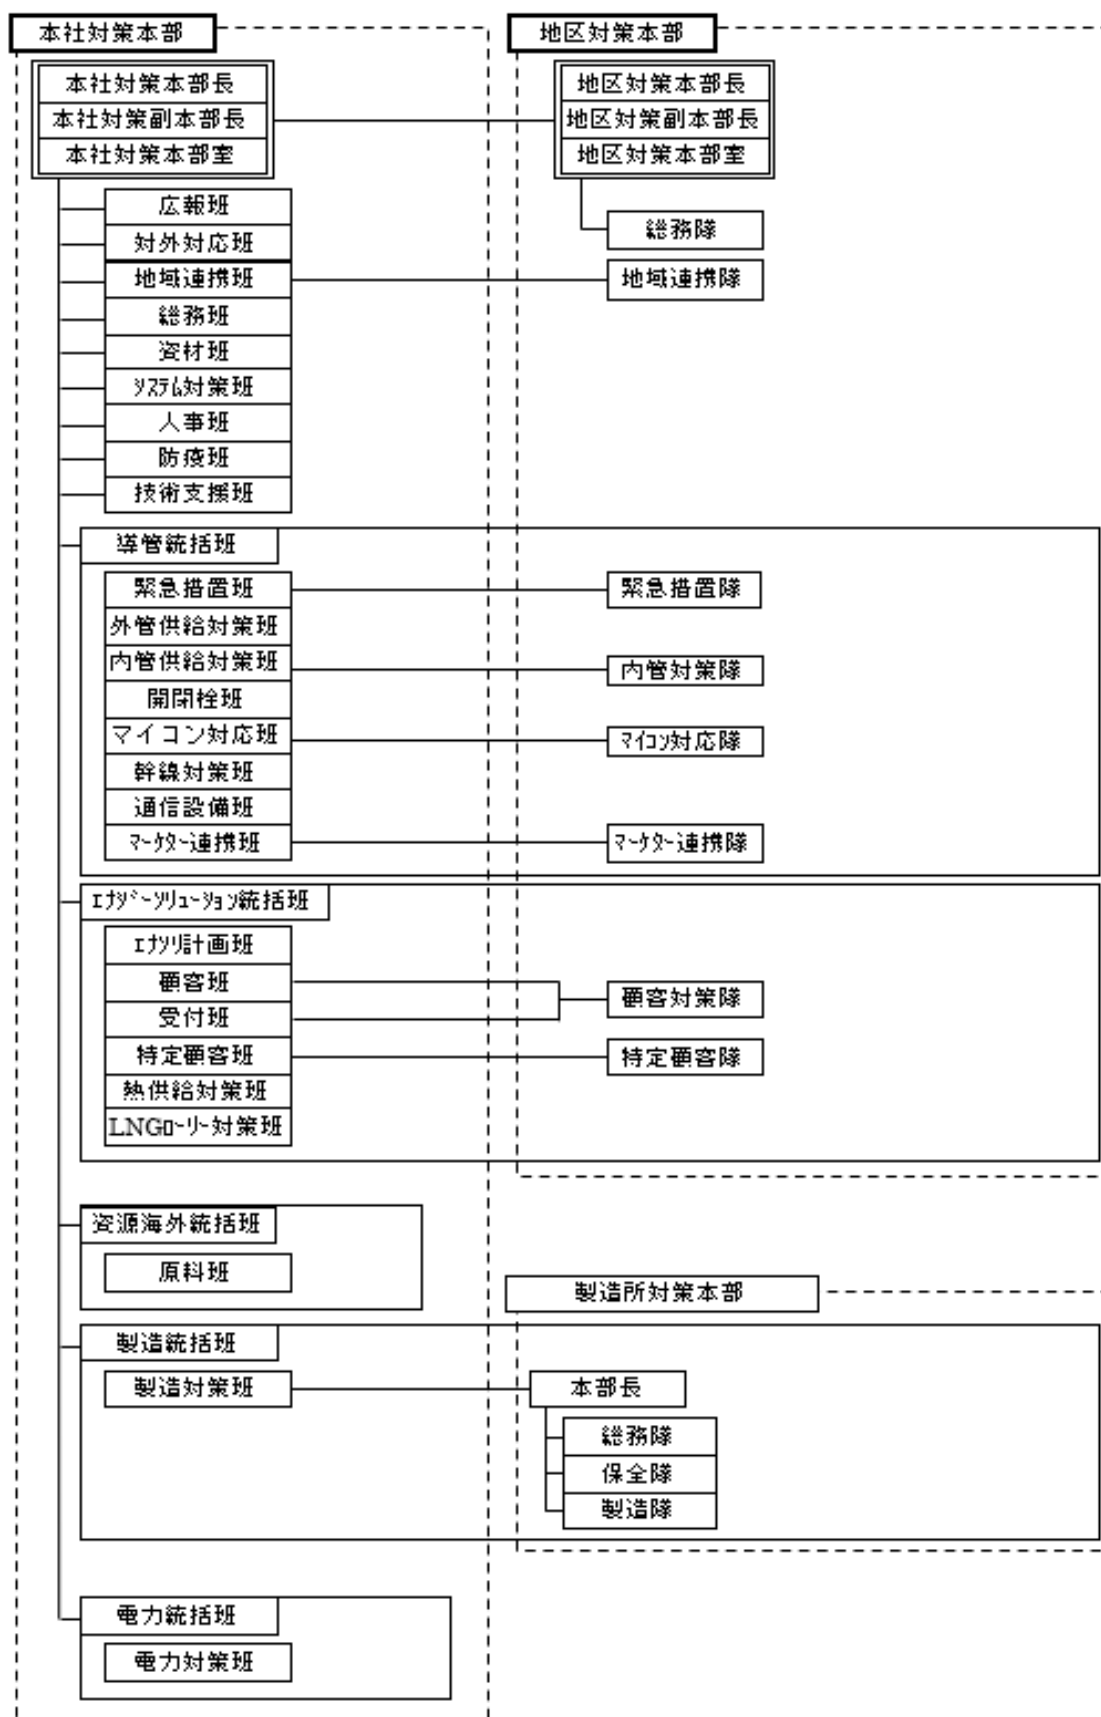 本社対策本部
地区対策本部
本社対策本部長
本社対策副本部長
本社対策本部室
地区対策本部長
地区対策副本部長
地区対策本部室
広報班
対外対応班
地域連携班
総務班
資材班
ｼｽﾃﾑ対策班
人事班
防疫班
技術支援班
総務隊
地域連携隊
導管統括班
緊急措置班
外管供給対策班
内管供給対策班
開閉栓班
マイコン対応班
幹線対策班
通信設備班
ﾏｰｹﾀｰ連携班
緊急措置隊
内管対策隊
ﾏｲｺﾝ対応隊
ﾏｰｹﾀｰ連携隊
ｴﾅｼﾞｰｿﾘｭｰｼｮﾝ統括班
ｴﾅｿﾘ計画班
顧客班
受付班
特定顧客班
熱供給対策班
LNGﾛｰﾘｰ対策班
顧客対策隊
特定顧客隊
資源海外統括班
原料班
製造所対策本部
製造統括班
製造対策班
本部長
総務隊
保全隊
製造隊
電力統括班
電力対策班